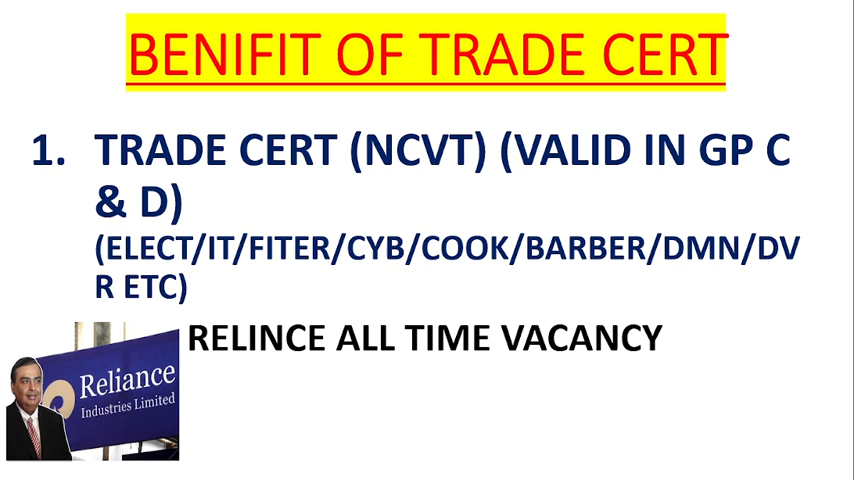 BENIFIT OF TRADE CERT
1. TRADE CERT (NCVT) (VALID IN GP C
& D)
(ELECT/IT/FITER/CYB/COOK/BARBER/DMN/DV
R ETC)
RELINCE ALL TIME VACANCY
Reliance
Industries Limited